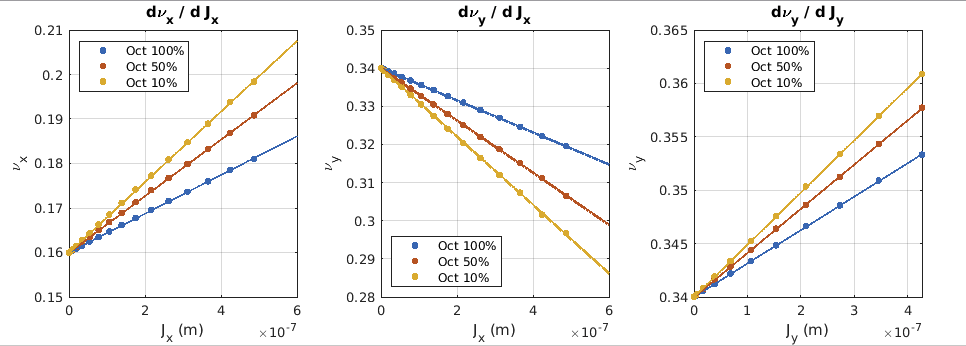 dν_x / d J_x
0.21
0.2
0.19
0.18
0.17
0.16
0.15
ν_x
Oct 100%
Oct 50%
Oct 10%
0 2 4 6
J_x (m) ×10^-7
dν_y / d J_x
0.35
0.34
0.33
0.32
0.31
0.3
0.29
0.28
ν_y
Oct 100%
Oct 50%
Oct 10%
0 2 4 6
J_x (m) ×10^-7
dν_y / d J_y
0.365
0.36
0.355
0.35
0.345
0.34
ν_y
Oct 100%
Oct 50%
Oct 10%
0 1 2 3 4
J_y (m) ×10^-7